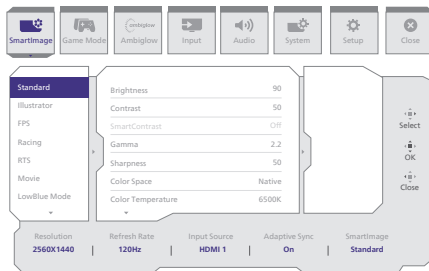 SmartImage
Game Mode
ambiglow
Ambiglow
Input
Audio
System
Setup
Close
Standard
Illustrator
FPS
Racing
RTS
Movie
LowBlue Mode
Brightness 90
Contrast 50
SmartContrast Off
Gamma 2.2
Sharpness 50
Color Space Native
Color Temperature 6500K
Select
OK
Close
Resolution Refresh Rate Input Source Adaptive Sync SmartImage
2560X1440 | 120Hz | HDMI 1 | On | Standard